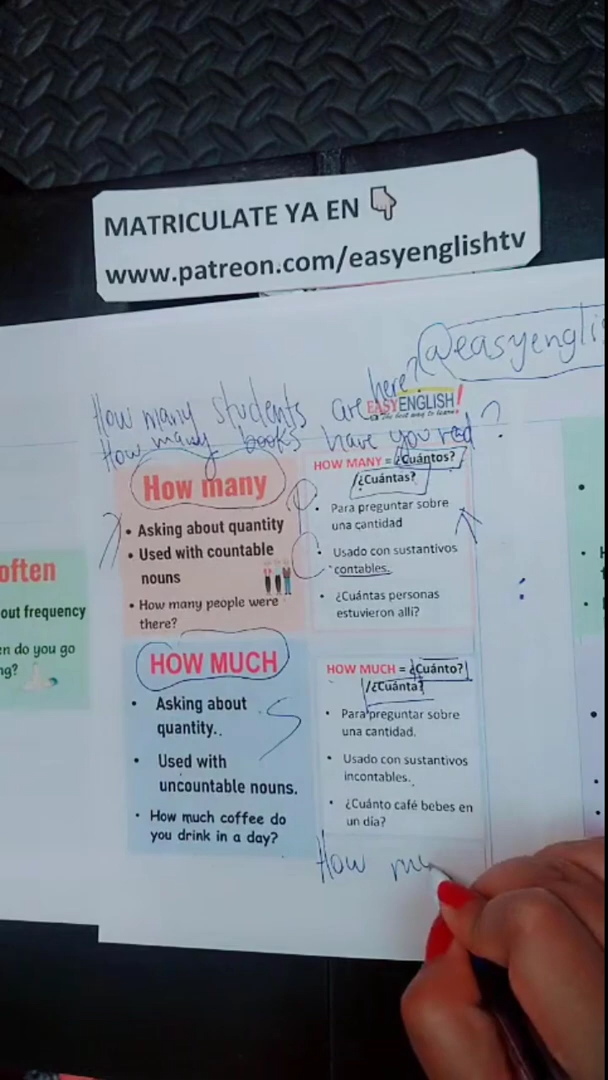 MATRICULATE YA EN
www.patreon.com/easyenglishtv
@easyengli
How many students are here?
How many books have you read?
EASY ENGLISH!
How many
• Asking about quantity
• Used with countable
nouns
• How many people were
there?
HOW MANY = ¿Cuántos?
/¿Cuántas?
• Para preguntar sobre
una cantidad
• Usado con sustantivos
contables.
• ¿Cuántas personas
estuvieron allí?
often
out frequency
en do you go
ng?
HOW MUCH
• Asking about
quantity..
• Used with
uncountable nouns.
• How much coffee do
you drink in a day?
HOW MUCH = ¿Cuánto?
/¿Cuánta?
• Para preguntar sobre
una cantidad.
• Usado con sustantivos
incontables.
• ¿Cuánto café bebes en
un día?
How mu